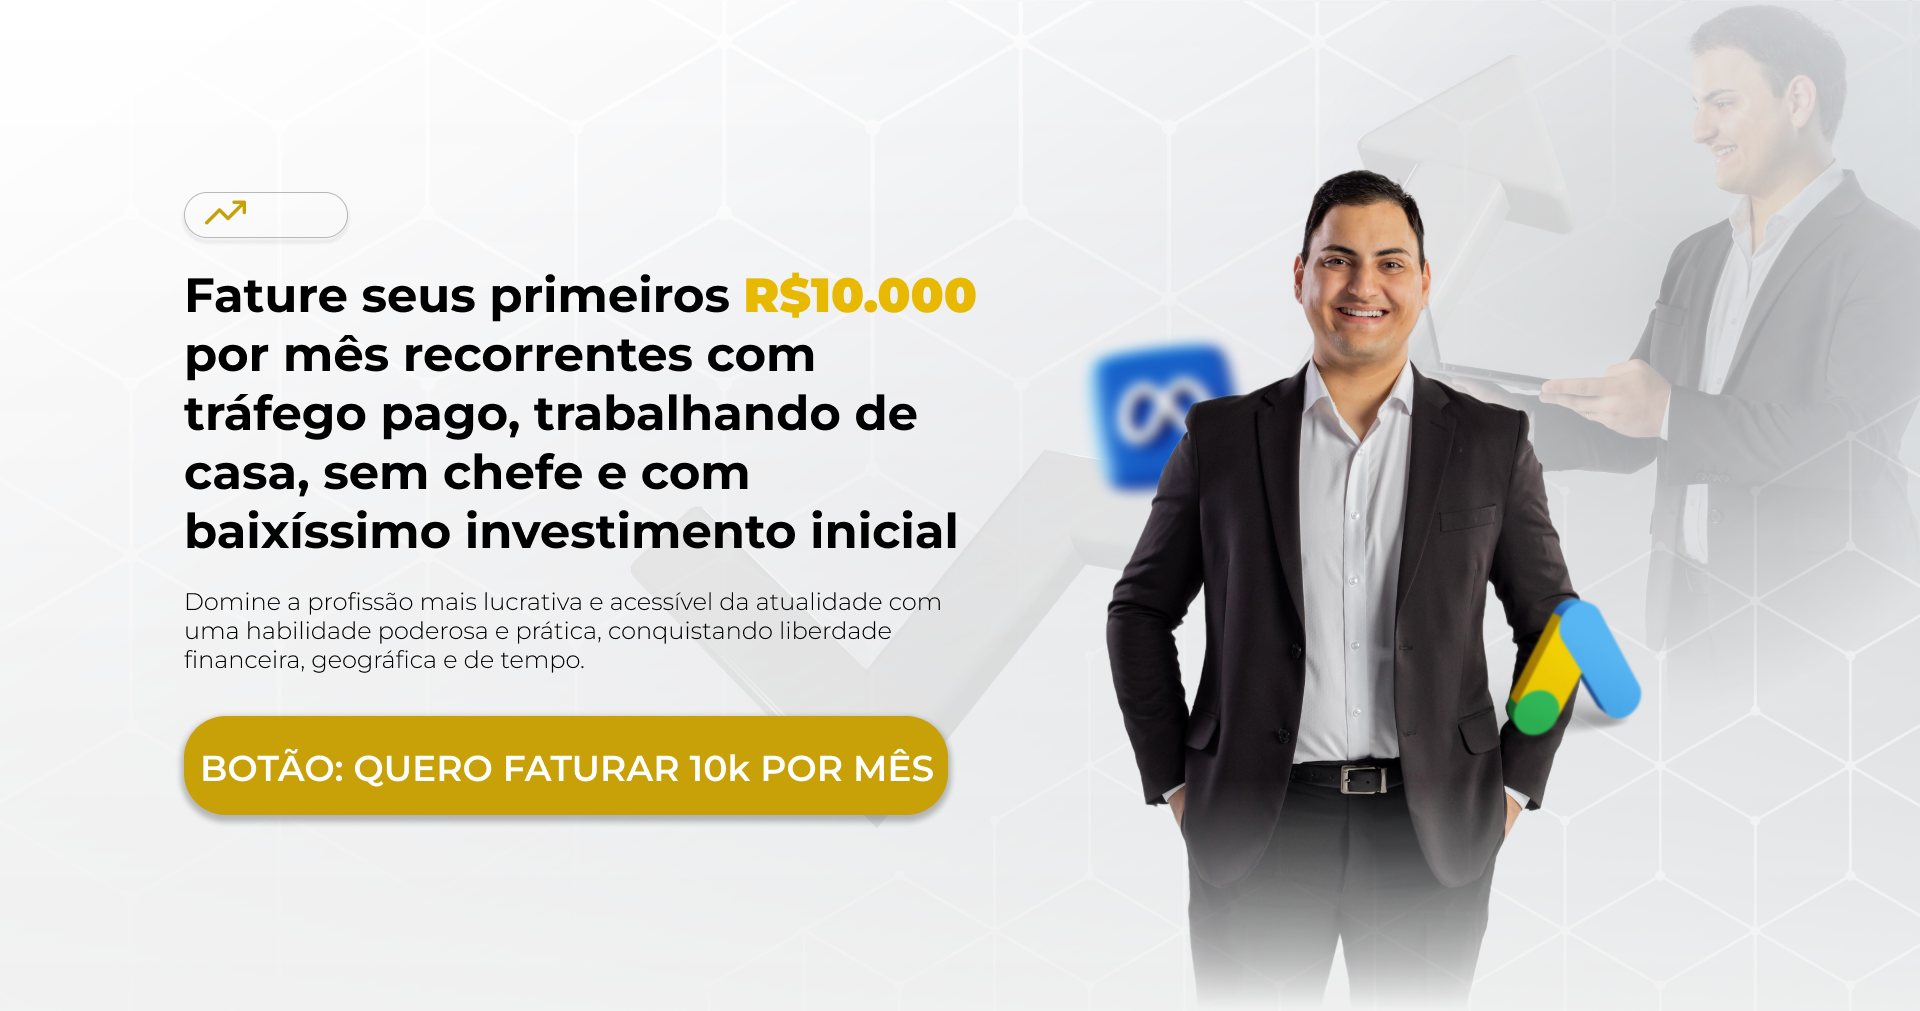 Fature seus primeiros R$10.000
por mês recorrentes com
tráfego pago, trabalhando de
casa, sem chefe e com
baixíssimo investimento inicial
Domine a profissão mais lucrativa e acessível da atualidade com
uma habilidade poderosa e prática, conquistando liberdade
financeira, geográfica e de tempo.
BOTÃO: QUERO FATURAR 10k POR MÊS